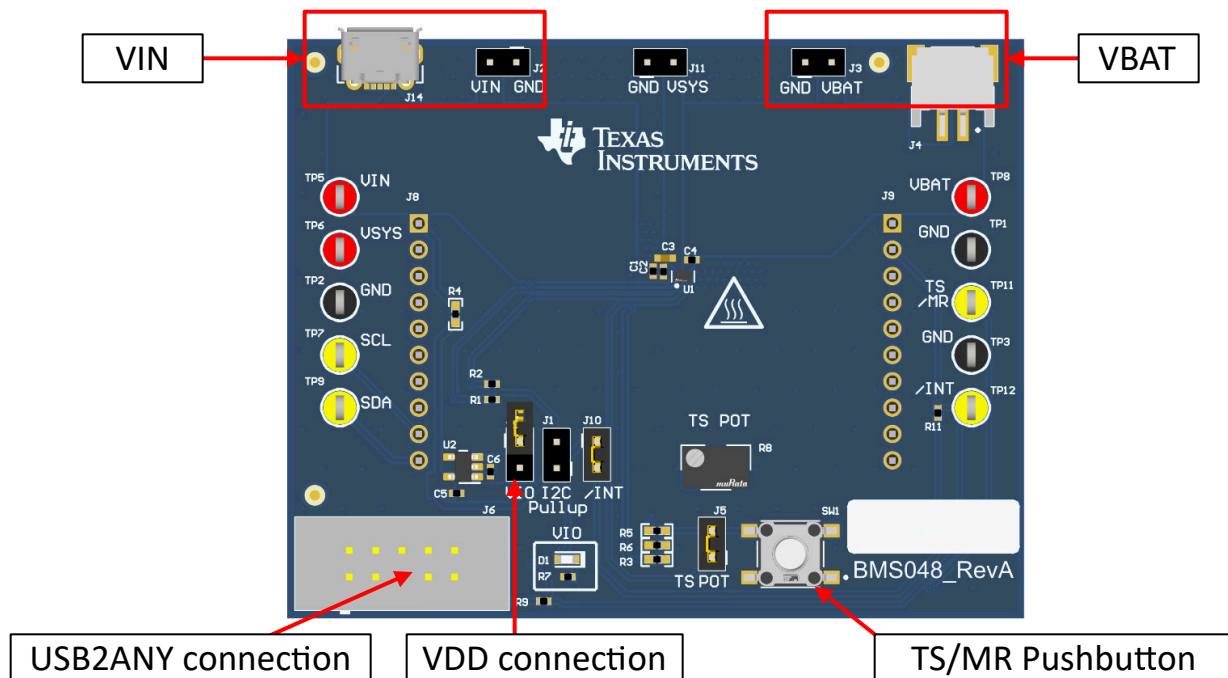 VIN
VBAT
J14
J2
VIN GND
J11
GND VSYS
J3
GND VBAT
J4
TEXAS
INSTRUMENTS
TP5
VIN
TP6
VSYS
TP2
GND
TP7
SCL
TP9
SDA
J8
R4
R2
R1
C1
C2
C3
C4
U1
J9
VBAT
TP8
GND
TP1
TS
/MR
TP11
GND
TP3
/INT
TP12
R11
TS POT
R8
muRata
U2
C6
C5
J1
J10
VIO
I2C
Pullup
/INT
J6
VIO
D1
R7
R9
R5
R6
R3
J5
TS POT
SW1
BMS048_RevA
USB2ANY connection
VDD connection
TS/MR Pushbutton